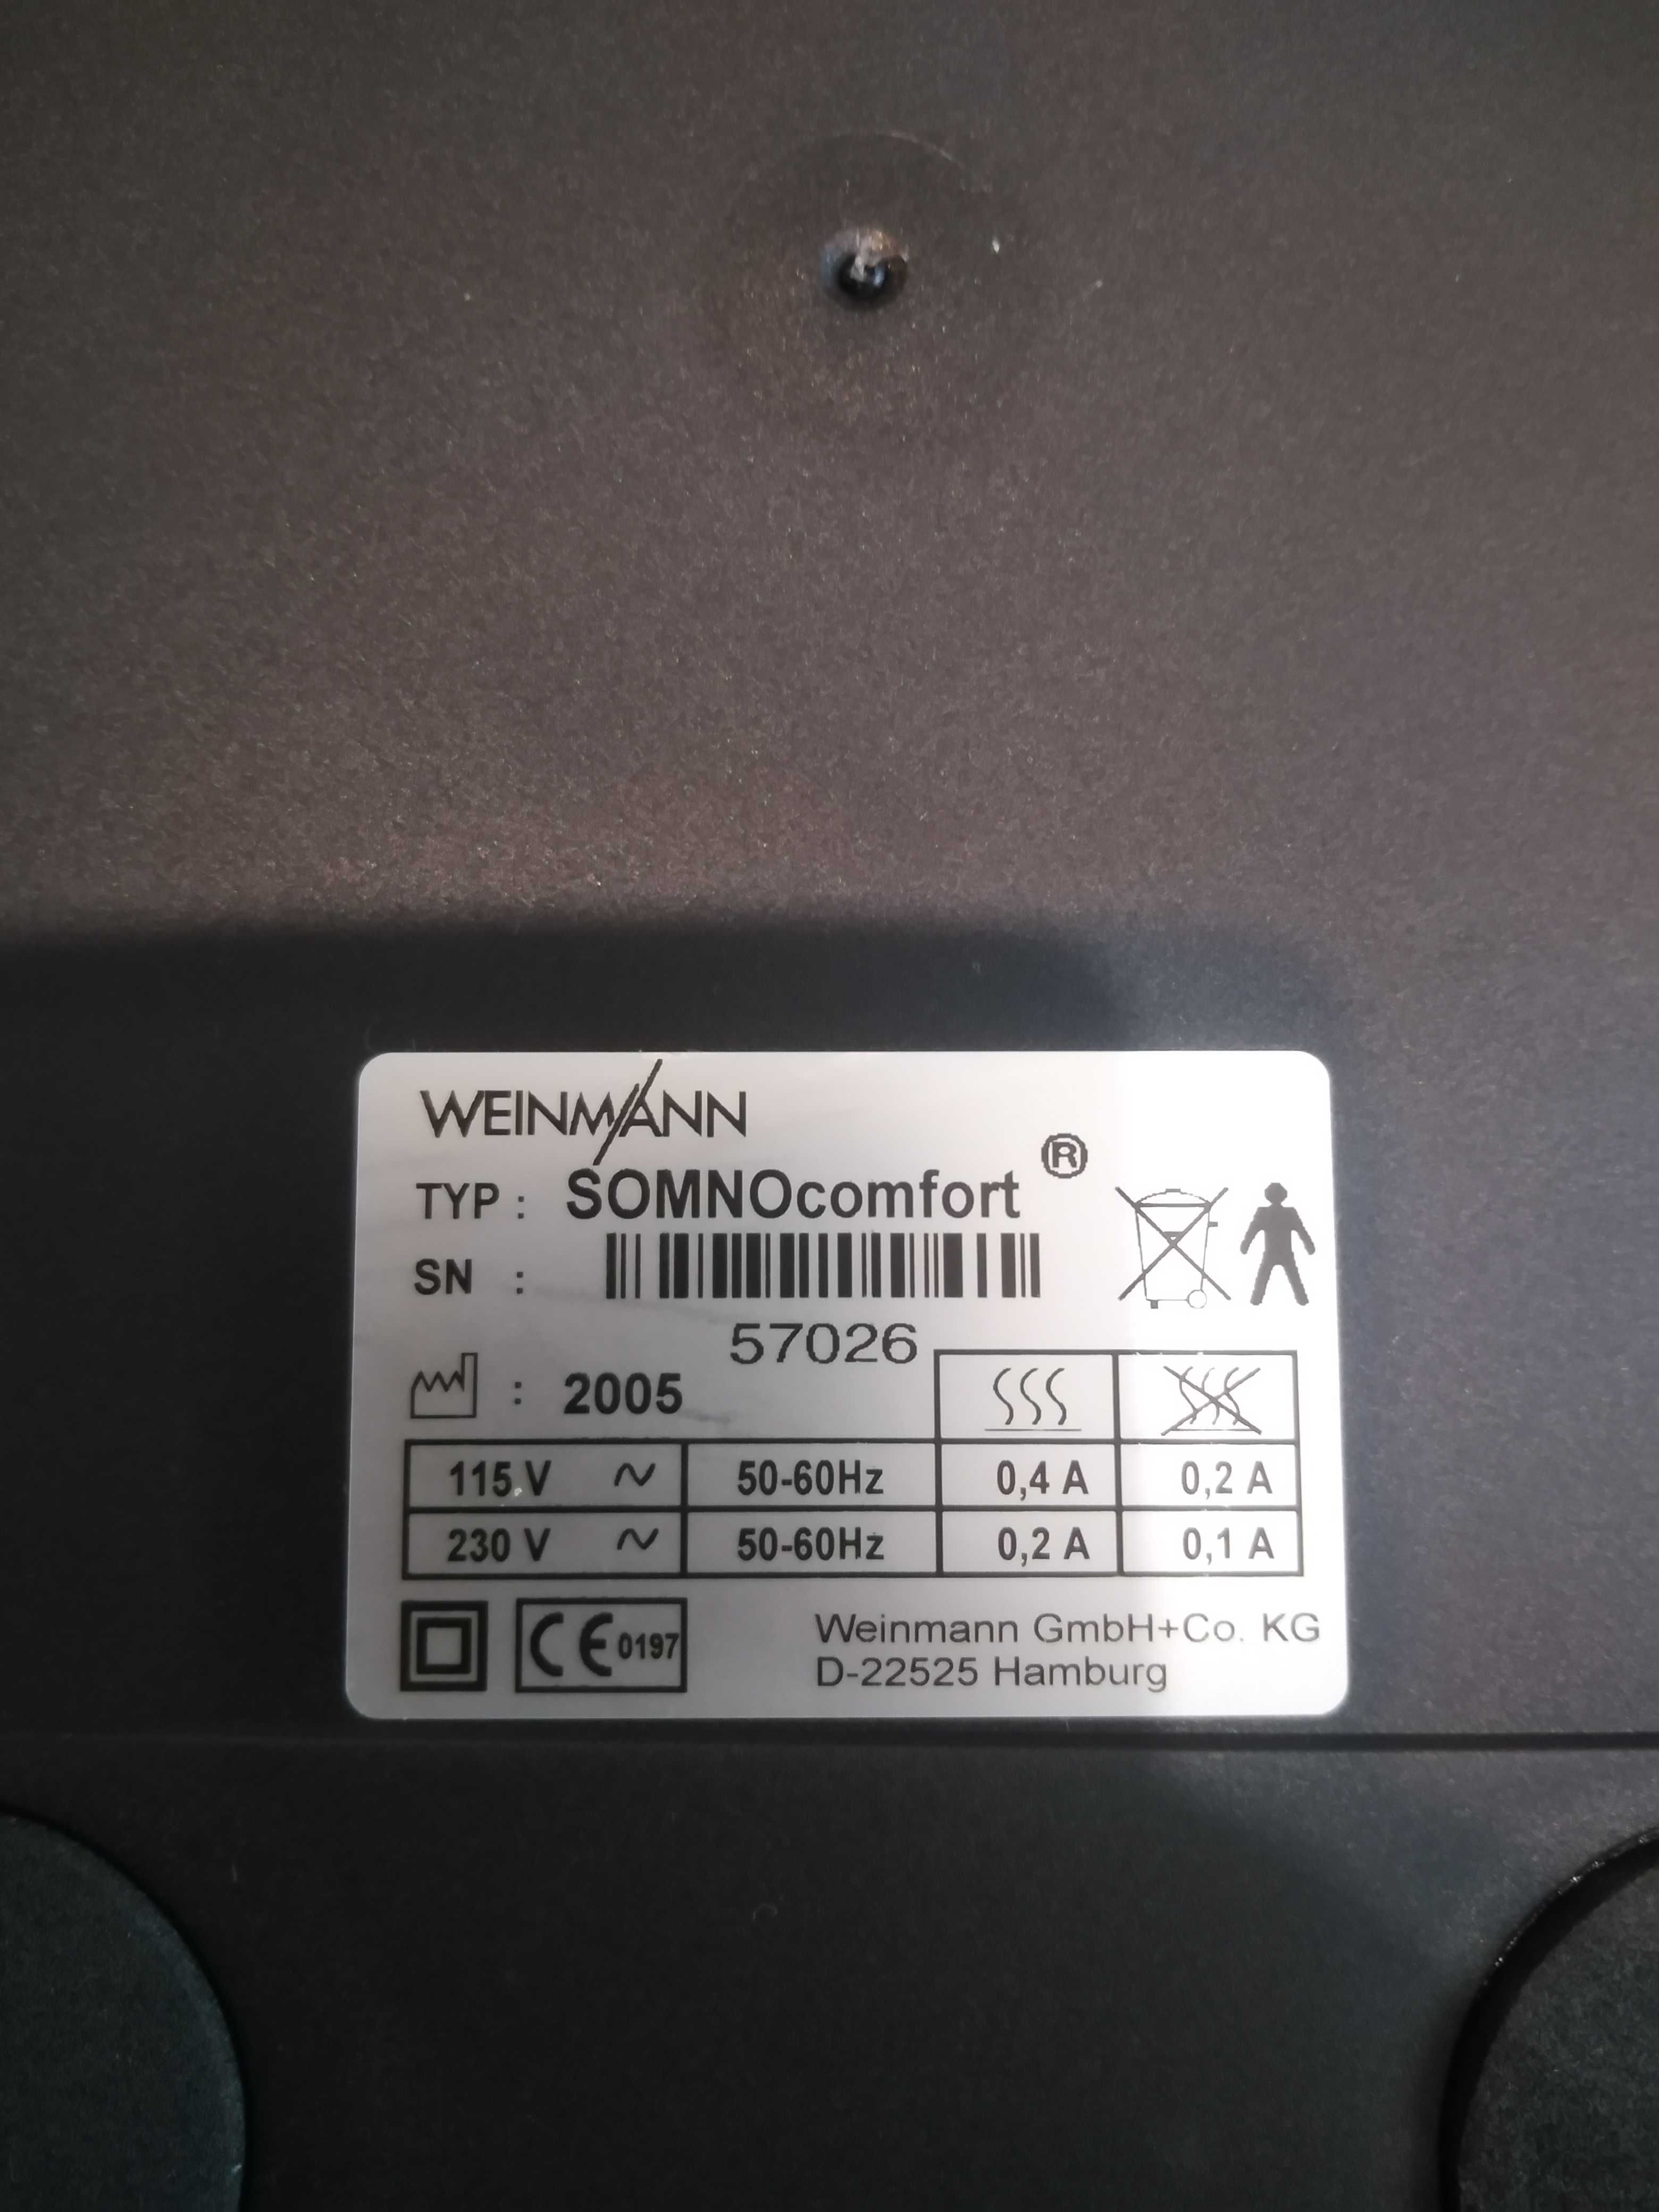 WEINMANN
TYP : SOMNOcomfort ®
SN :
57026
: 2005
115 V ~ 50-60Hz 0,4 A 0,2 A
230 V ~ 50-60Hz 0,2 A 0,1 A
CE 0197
Weinmann GmbH+Co. KG
D-22525 Hamburg